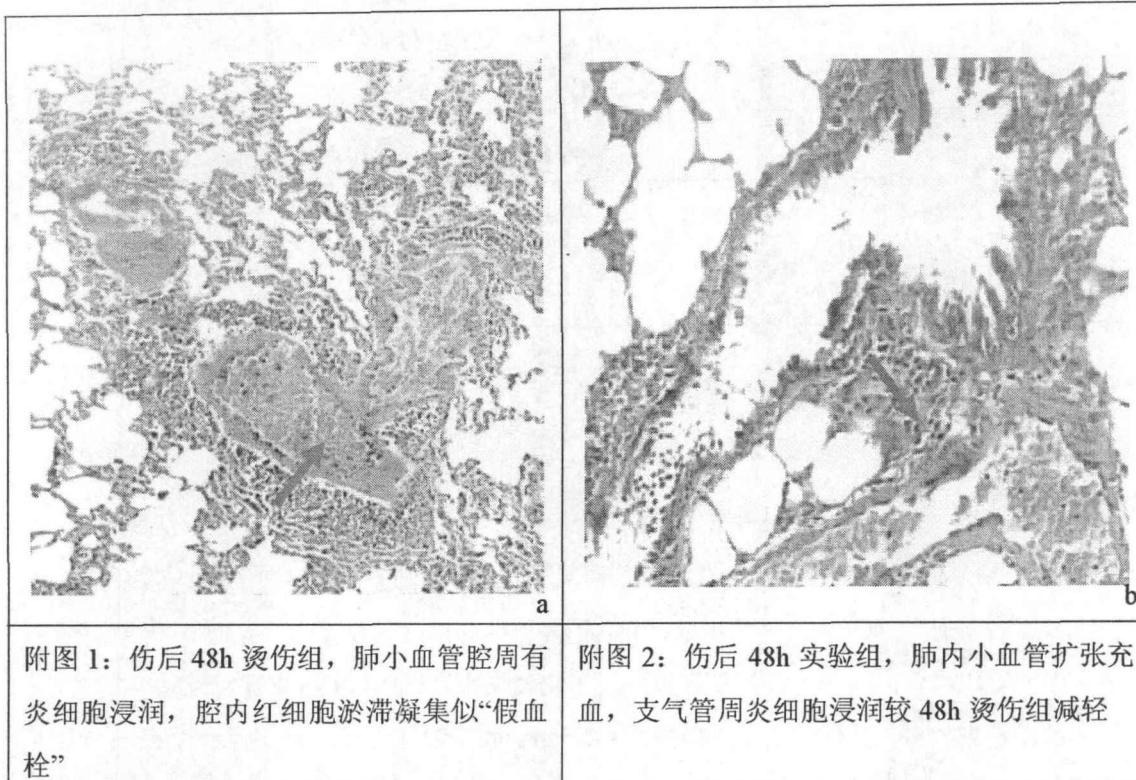 a
b
附图 1：伤后 48h 烫伤组，肺小血管腔周有
炎细胞浸润，腔内红细胞淤滞凝集似“假血
栓”
附图 2：伤后 48h 实验组，肺内小血管扩张充
血，支气管周炎细胞浸润较 48h 烫伤组减轻